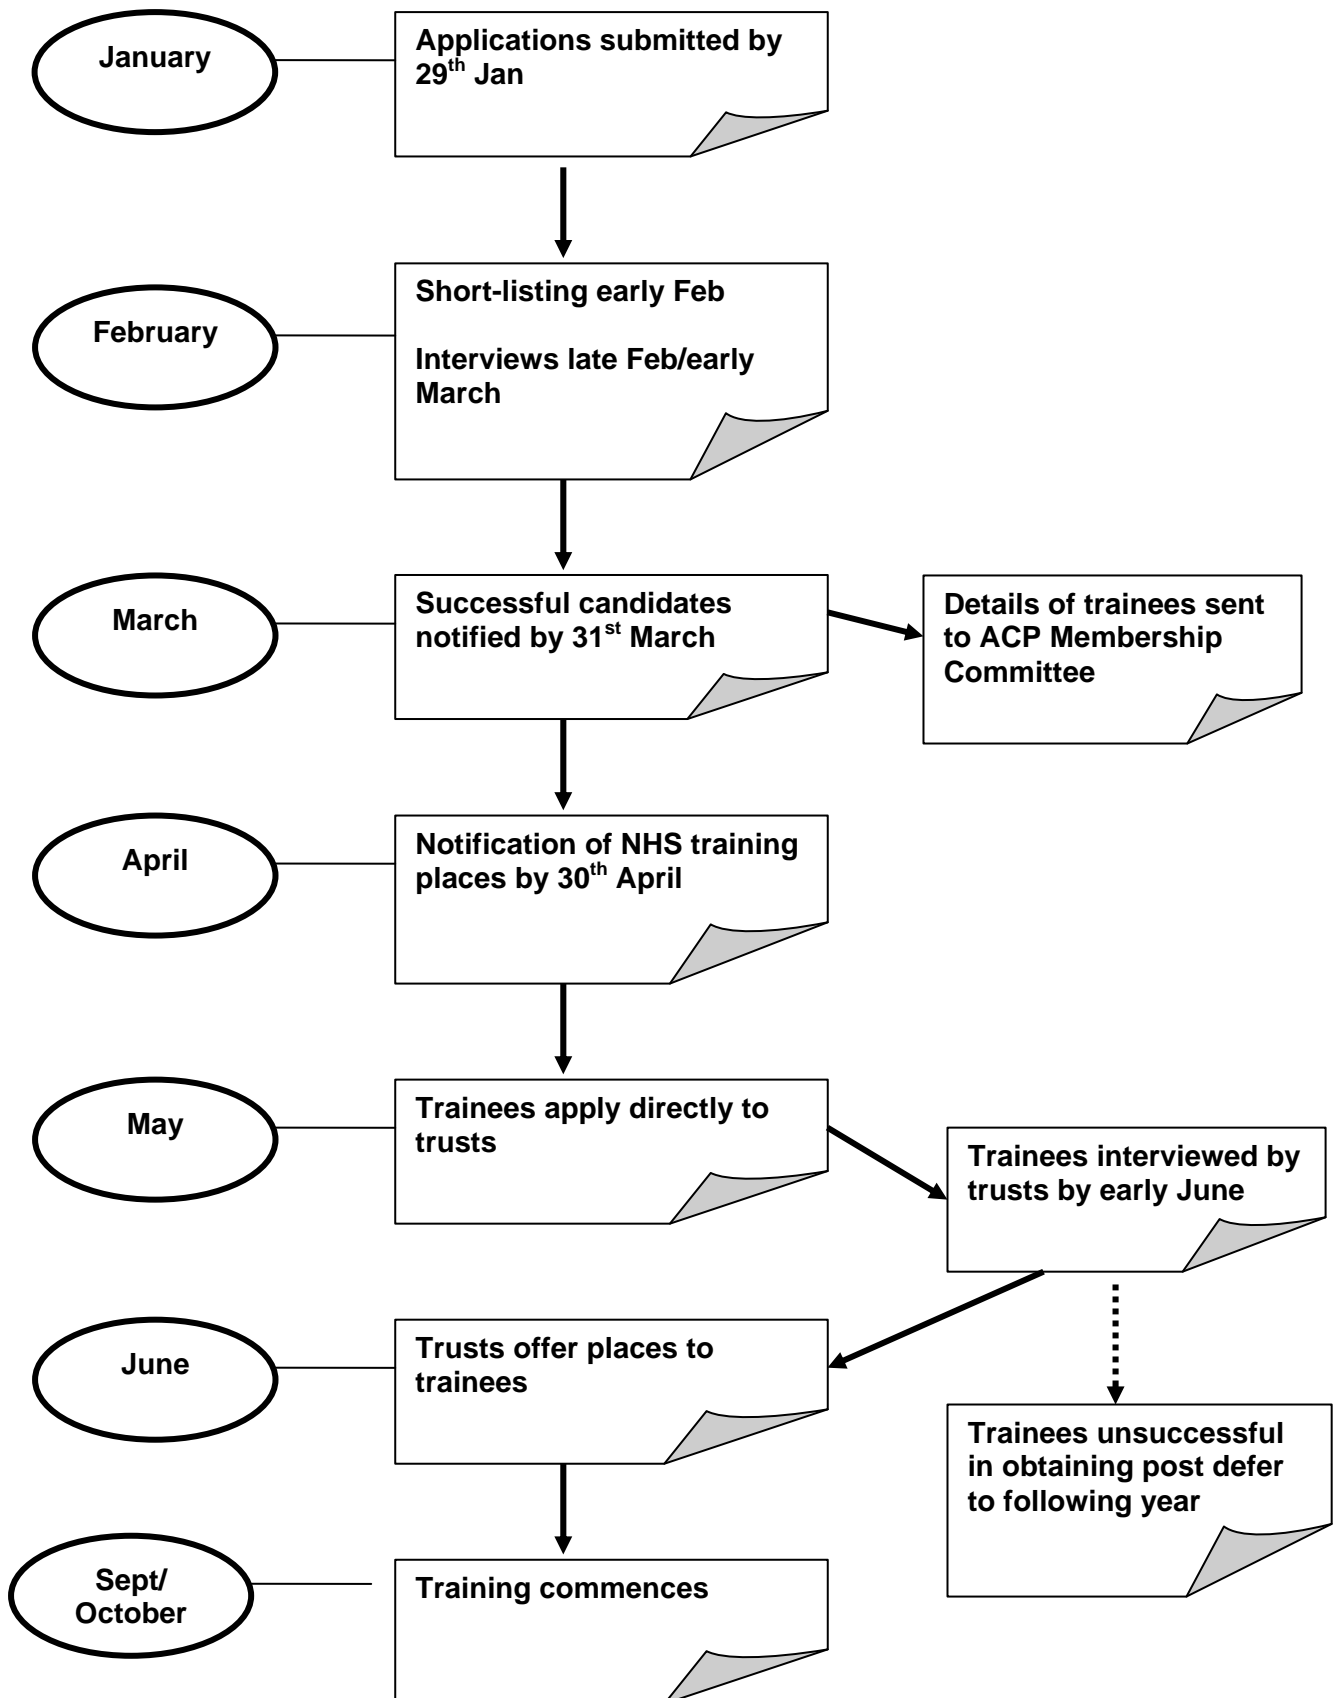 January
Applications submitted by
29th Jan
February
Short-listing early Feb
Interviews late Feb/early
March
March
Successful candidates
notified by 31st March
Details of trainees sent
to ACP Membership
Committee
April
Notification of NHS training
places by 30th April
May
Trainees apply directly to
trusts
Trainees interviewed by
trusts by early June
June
Trusts offer places to
trainees
Trainees unsuccessful
in obtaining post defer
to following year
Sept/
October
Training commences